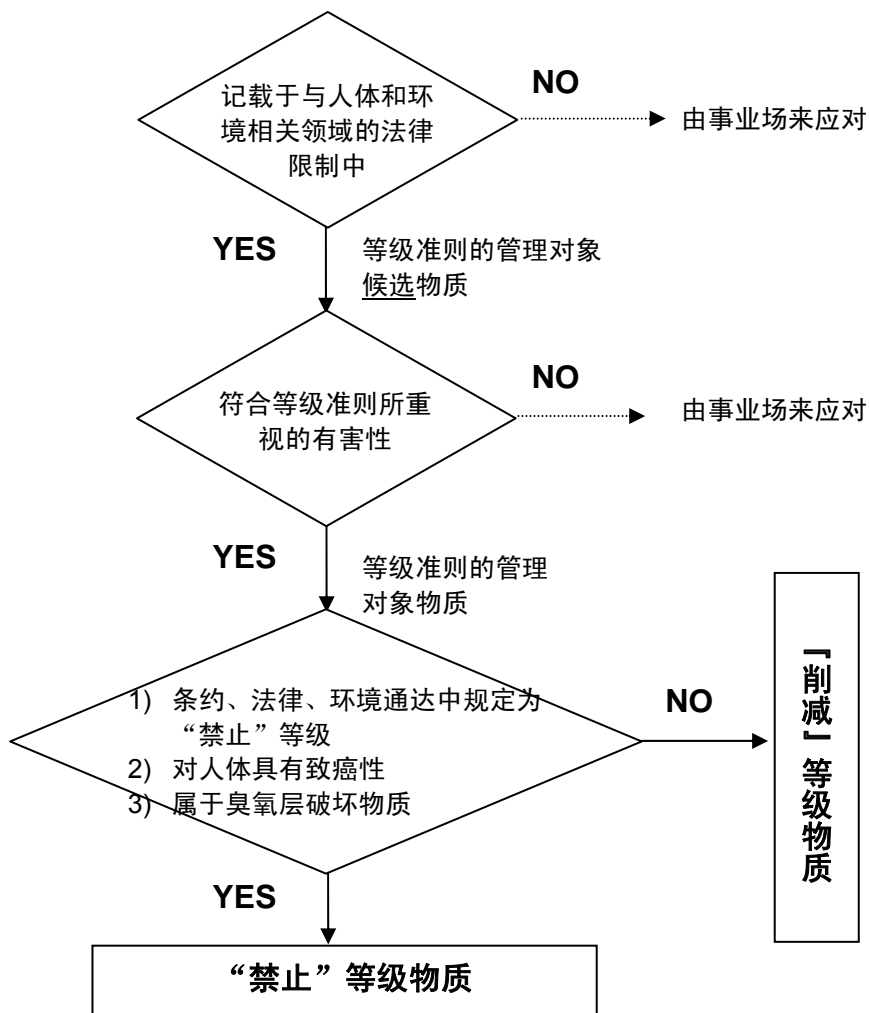 记载于与人体和环
境相关领域的法律
限制中
NO
由事业场来应对
YES
等级准则的管理对象
候选物质
符合等级准则所重
视的有害性
NO
由事业场来应对
YES
等级准则的管理
对象物质
1) 条约、法律、环境通达中规定为
“禁止”等级
2) 对人体具有致癌性
3) 属于臭氧层破坏物质
NO
『削减』等级物质
YES
“禁止”等级物质